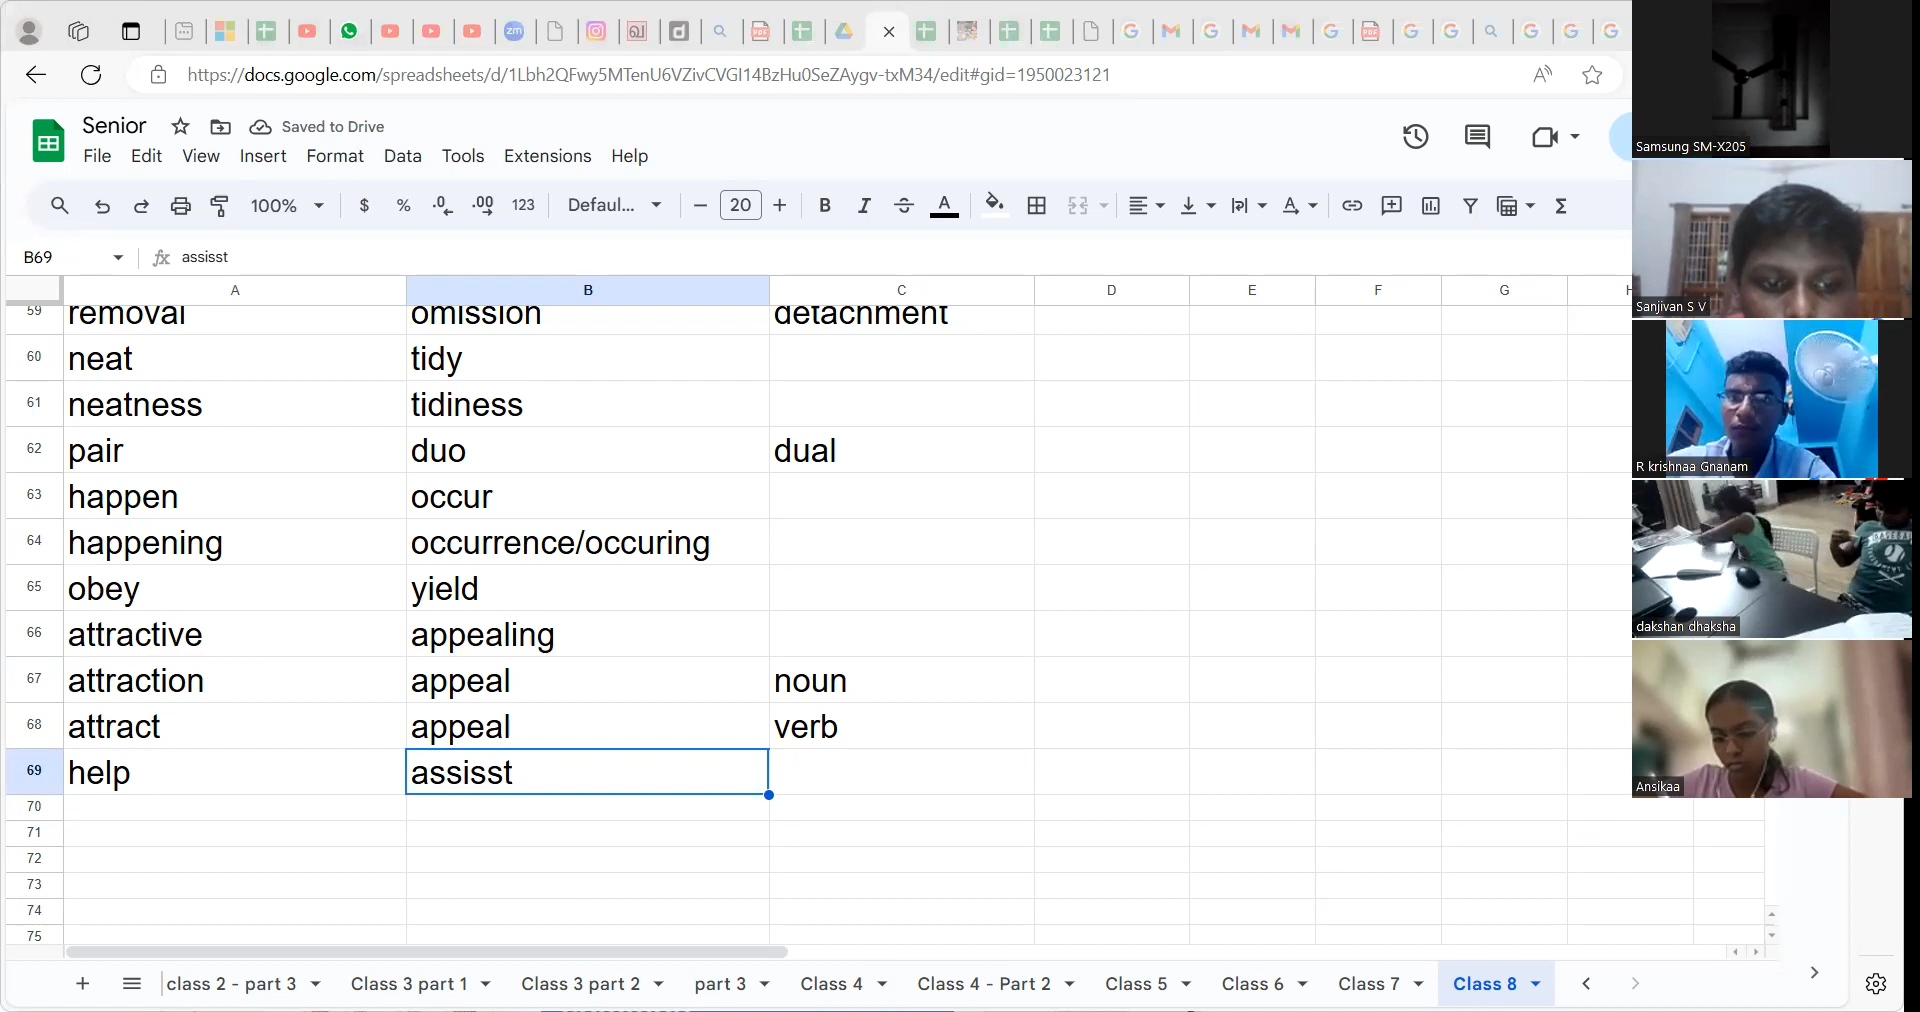 https://docs.google.com/spreadsheets/d/1Lbh2QFwy5MTenU6VZivCVGI14BzHu0SeZAygv-txM34/edit#gid=1950023121
Senior Saved to Drive
File Edit View Insert Format Data Tools Extensions Help
100% $ % .0 .00 123 Defaul... 20 B I S A
B69 fx assisst
A B C D E F G H
59 removal omission detachment
60 neat tidy
61 neatness tidiness
62 pair duo dual
63 happen occur
64 happening occurrence/occuring
65 obey yield
66 attractive appealing
67 attraction appeal noun
68 attract appeal verb
69 help assisst
70
71
72
73
74
75
class 2 - part 3 Class 3 part 1 Class 3 part 2 part 3 Class 4 Class 4 - Part 2 Class 5 Class 6 Class 7 Class 8
Samsung SM-X205
Sanjivan S V
R krishnaa Gnanam
dakshan dhaksha
Ansikaa